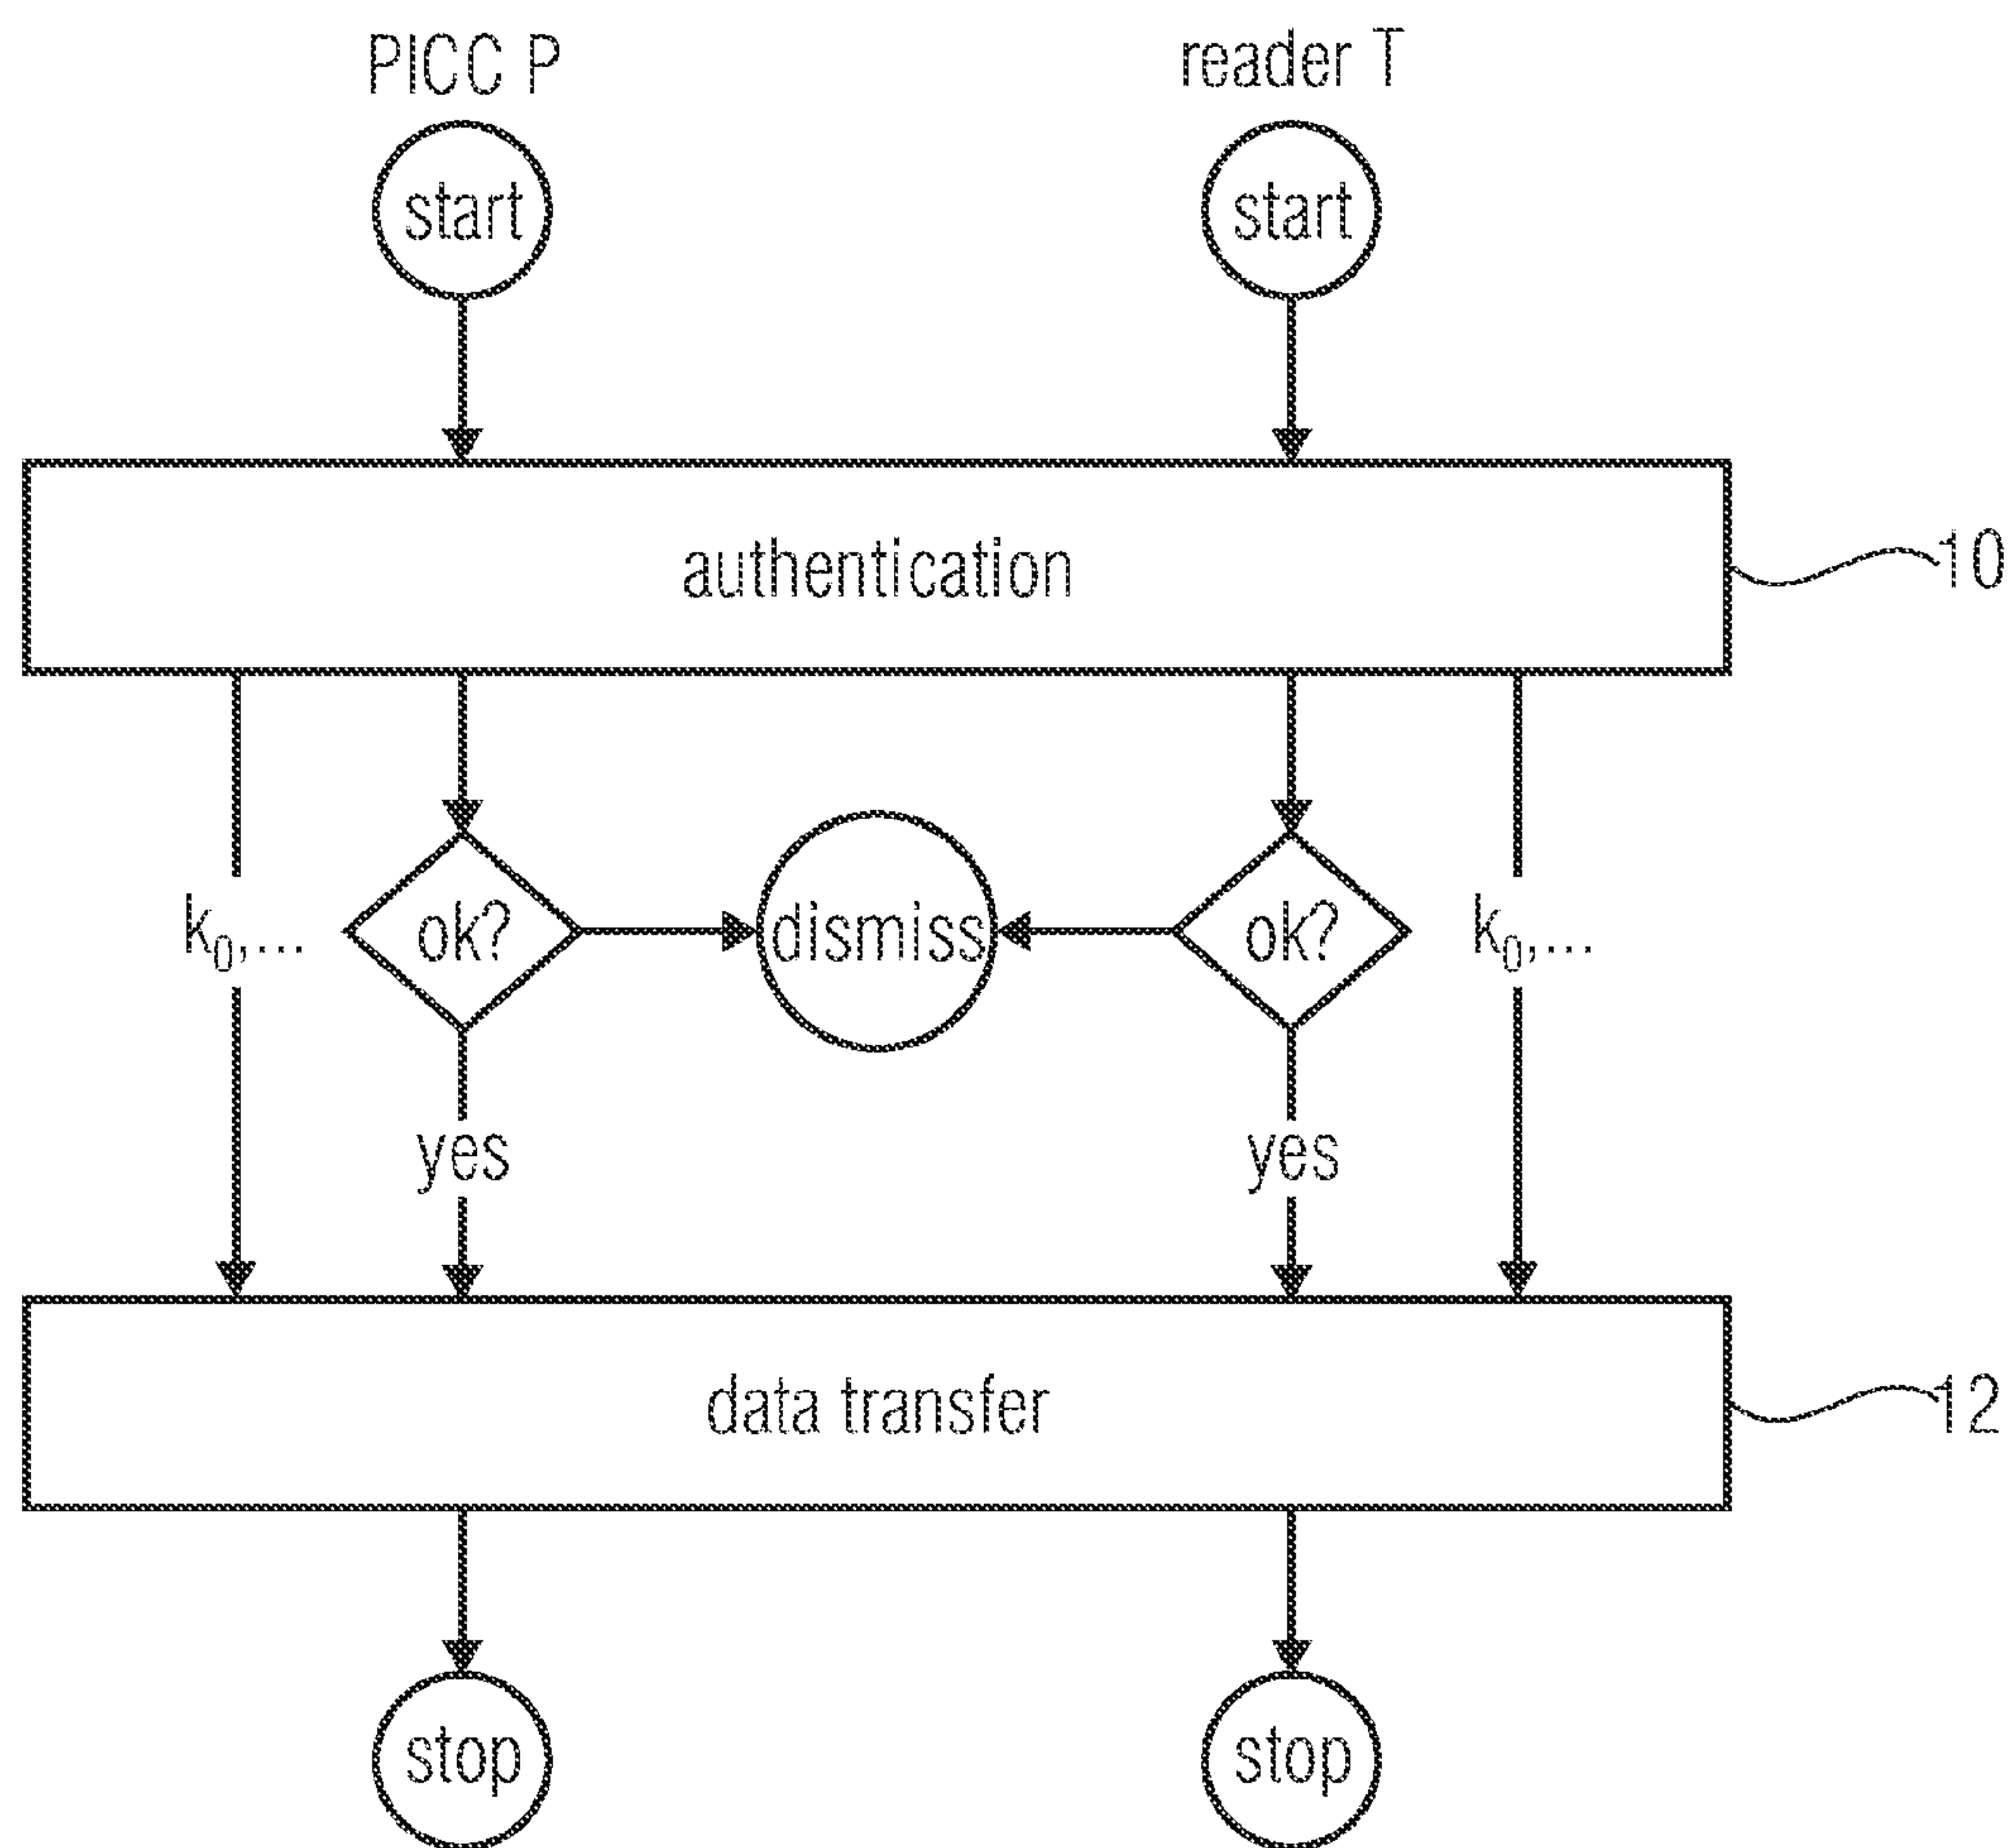 PICC P reader T
start start
authentication 10
k₀,... ok? dismiss ok? k₀,...
yes yes
data transfer 12
stop stop